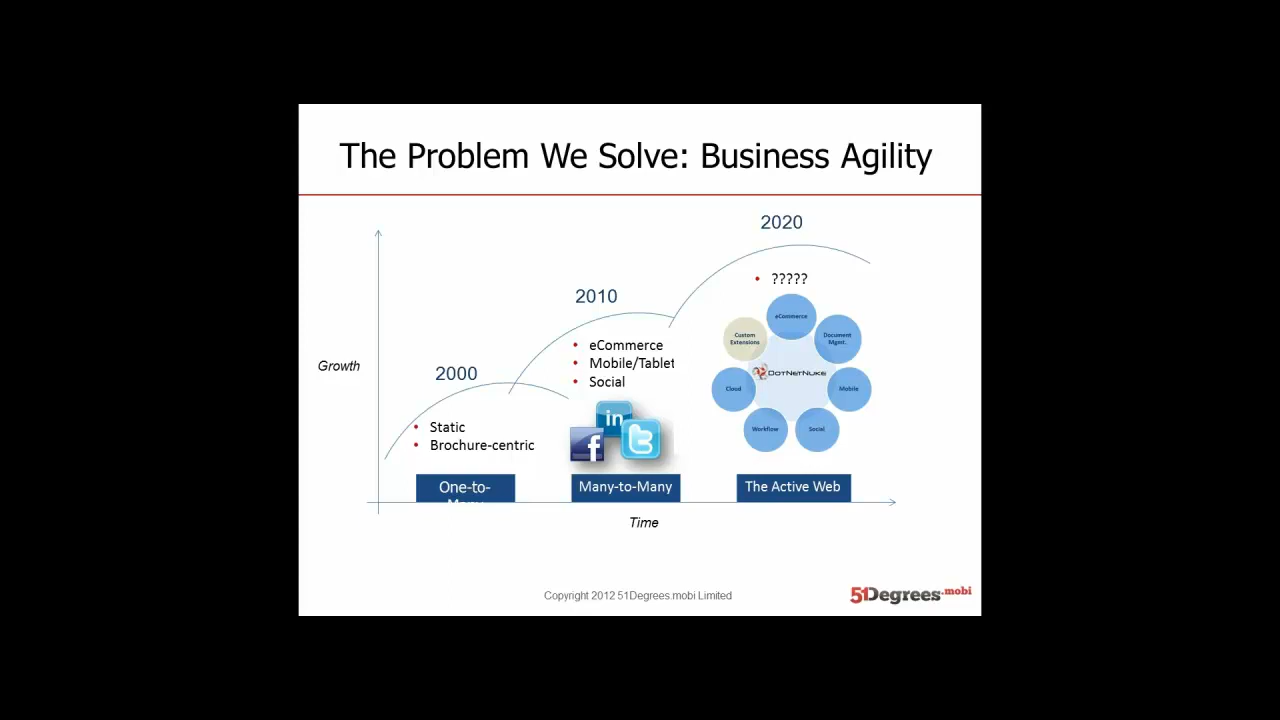 The Problem We Solve: Business Agility
2020
????? 
2010
eCommerce
Mobile/Tablet
Social
2000
Static
Brochure-centric
Growth
eCommerce
Custom
Extensions
Document
Mgmt.
DOTNETNUKE
Cloud
Mobile
Workflow
Social
in
f
t
One-to-
Many
Many-to-Many
The Active Web
Time
Copyright 2012 51Degrees.mobi Limited
51Degrees.mobi